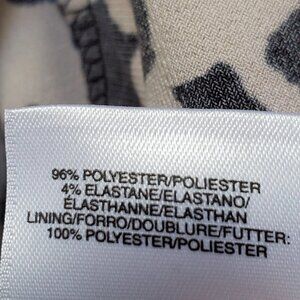 96% POLYESTER/POLIESTER
4% ELASTANE/ELASTANO/
ÉLASTHANNE/ELASTHAN
LINING/FORRO/DOUBLURE/FUTTER:
100% POLYESTER/POLIESTER